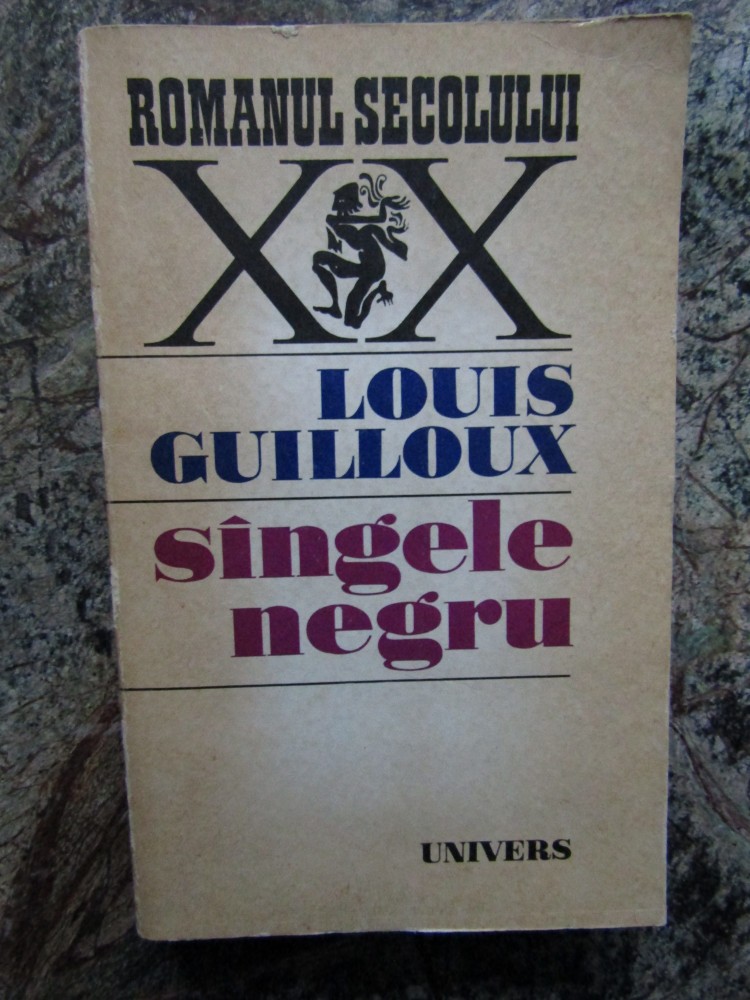 ROMANUL SECOLULUI
XX
LOUIS
GUILLOUX
sîngele
negru
UNIVERS